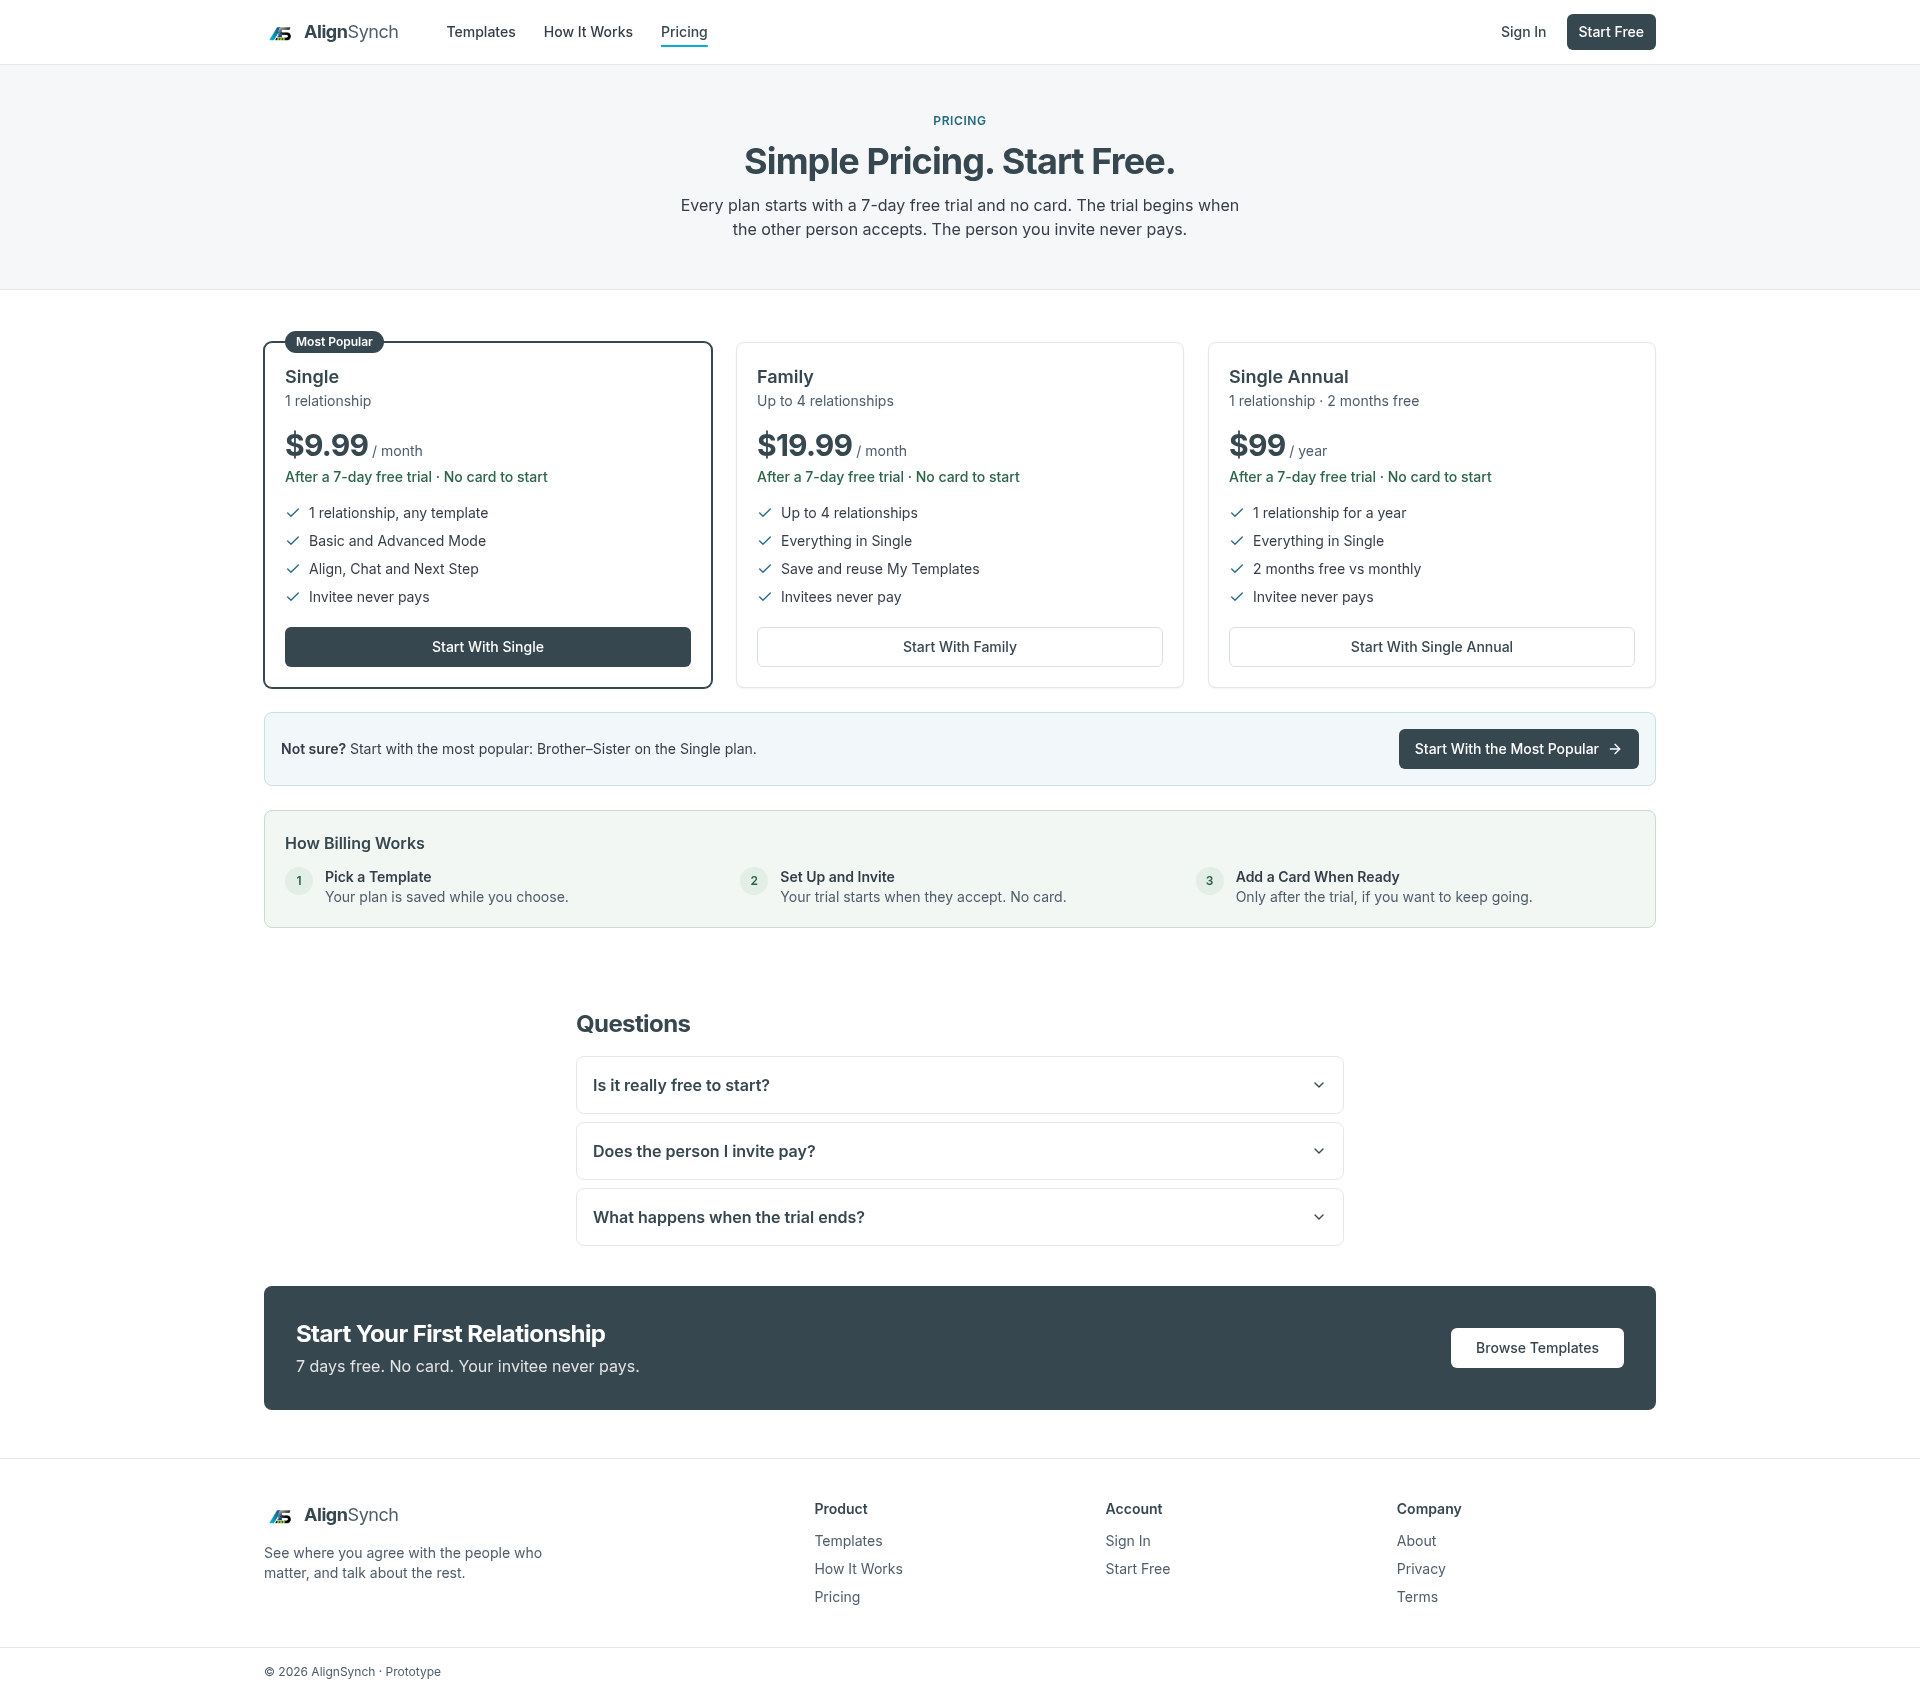 AlignSynch
Templates
How It Works
Pricing
Sign In
Start Free
PRICING
Simple Pricing. Start Free.
Every plan starts with a 7-day free trial and no card. The trial begins when
the other person accepts. The person you invite never pays.
Most Popular
Single
1 relationship
$9.99 / month
After a 7-day free trial · No card to start
1 relationship, any template
Basic and Advanced Mode
Align, Chat and Next Step
Invitee never pays
Start With Single
Family
Up to 4 relationships
$19.99 / month
After a 7-day free trial · No card to start
Up to 4 relationships
Everything in Single
Save and reuse My Templates
Invitees never pay
Start With Family
Single Annual
1 relationship · 2 months free
$99 / year
After a 7-day free trial · No card to start
1 relationship for a year
Everything in Single
2 months free vs monthly
Invitee never pays
Start With Single Annual
Not sure? Start with the most popular: Brother–Sister on the Single plan.
Start With the Most Popular
How Billing Works
1
Pick a Template
Your plan is saved while you choose.
2
Set Up and Invite
Your trial starts when they accept. No card.
3
Add a Card When Ready
Only after the trial, if you want to keep going.
Questions
Is it really free to start?
Does the person I invite pay?
What happens when the trial ends?
Start Your First Relationship
7 days free. No card. Your invitee never pays.
Browse Templates
AlignSynch
See where you agree with the people who
matter, and talk about the rest.
Product
Templates
How It Works
Pricing
Account
Sign In
Start Free
Company
About
Privacy
Terms
© 2026 AlignSynch · Prototype